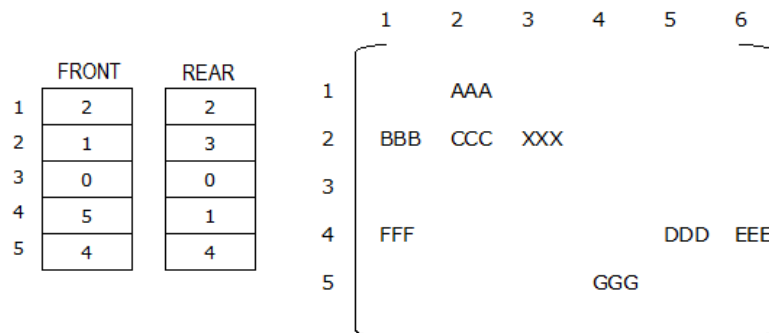 1 2 3 4 5 6
FRONT REAR
1 2 2
2 1 3
3 0 0
4 5 1
5 4 4
1 AAA
2 BBB CCC XXX
3
4 FFF DDD EEE
5 GGG